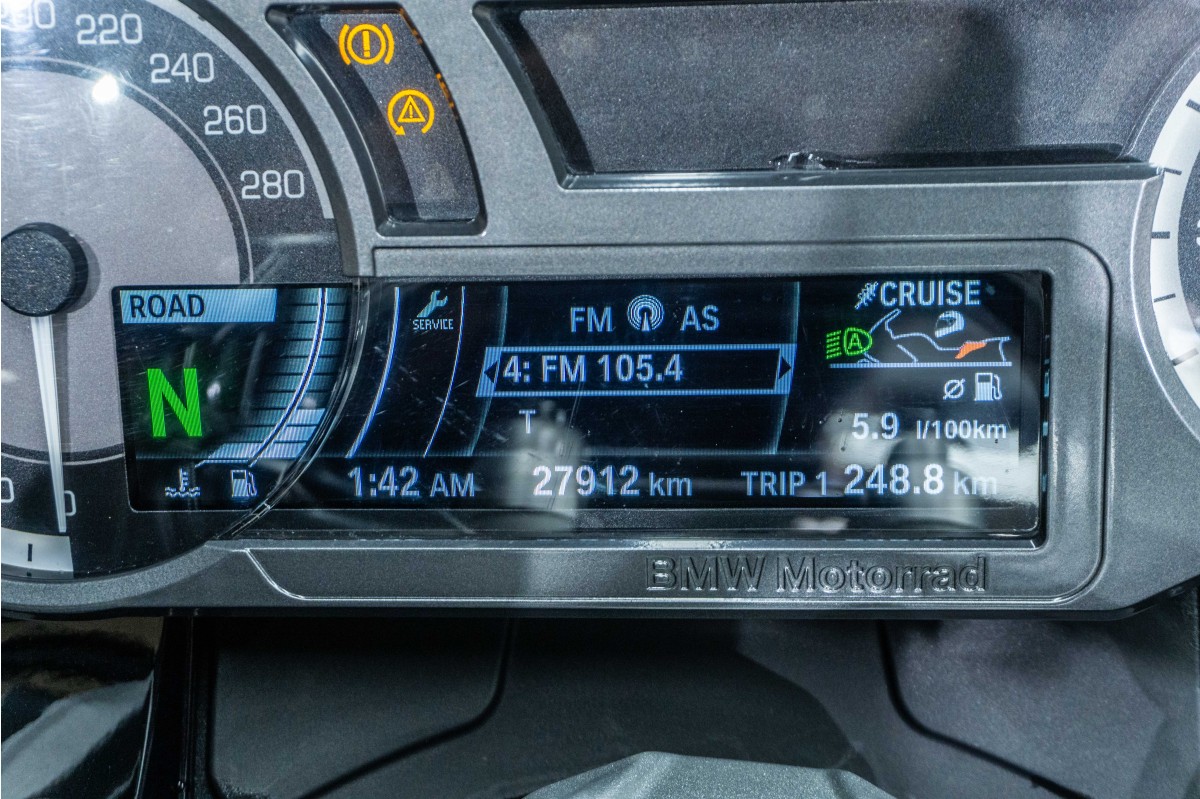 220
240
260
280
ROAD
SERVICE
FM AS
CRUISE
A
4: FM 105.4
N
T
5.9 l/100km
1:42 AM 27912 km TRIP 1 248.8 km
BMW Motorrad